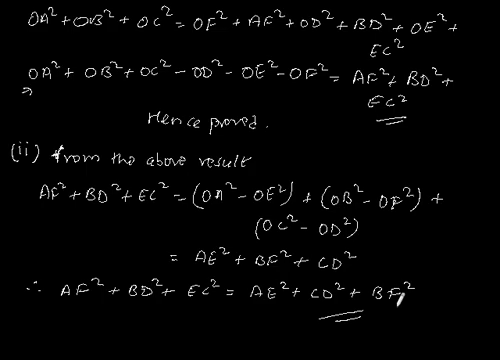 OA² + OB² + OC² = OF² + AF² + OD² + BD² + OE² +
EC²
OA² + OB² + OC² - OD² - OE² - OF² = AF² + BD² +
EC²
Hence proved.
(ii) from the above result
AF² + BD² + EC² = (OA² - OE²) + (OB² - OF²) +
(OC² - OD²)
= AE² + BF² + CD²
∴ AF² + BD² + EC² = AE² + CD² + BF²